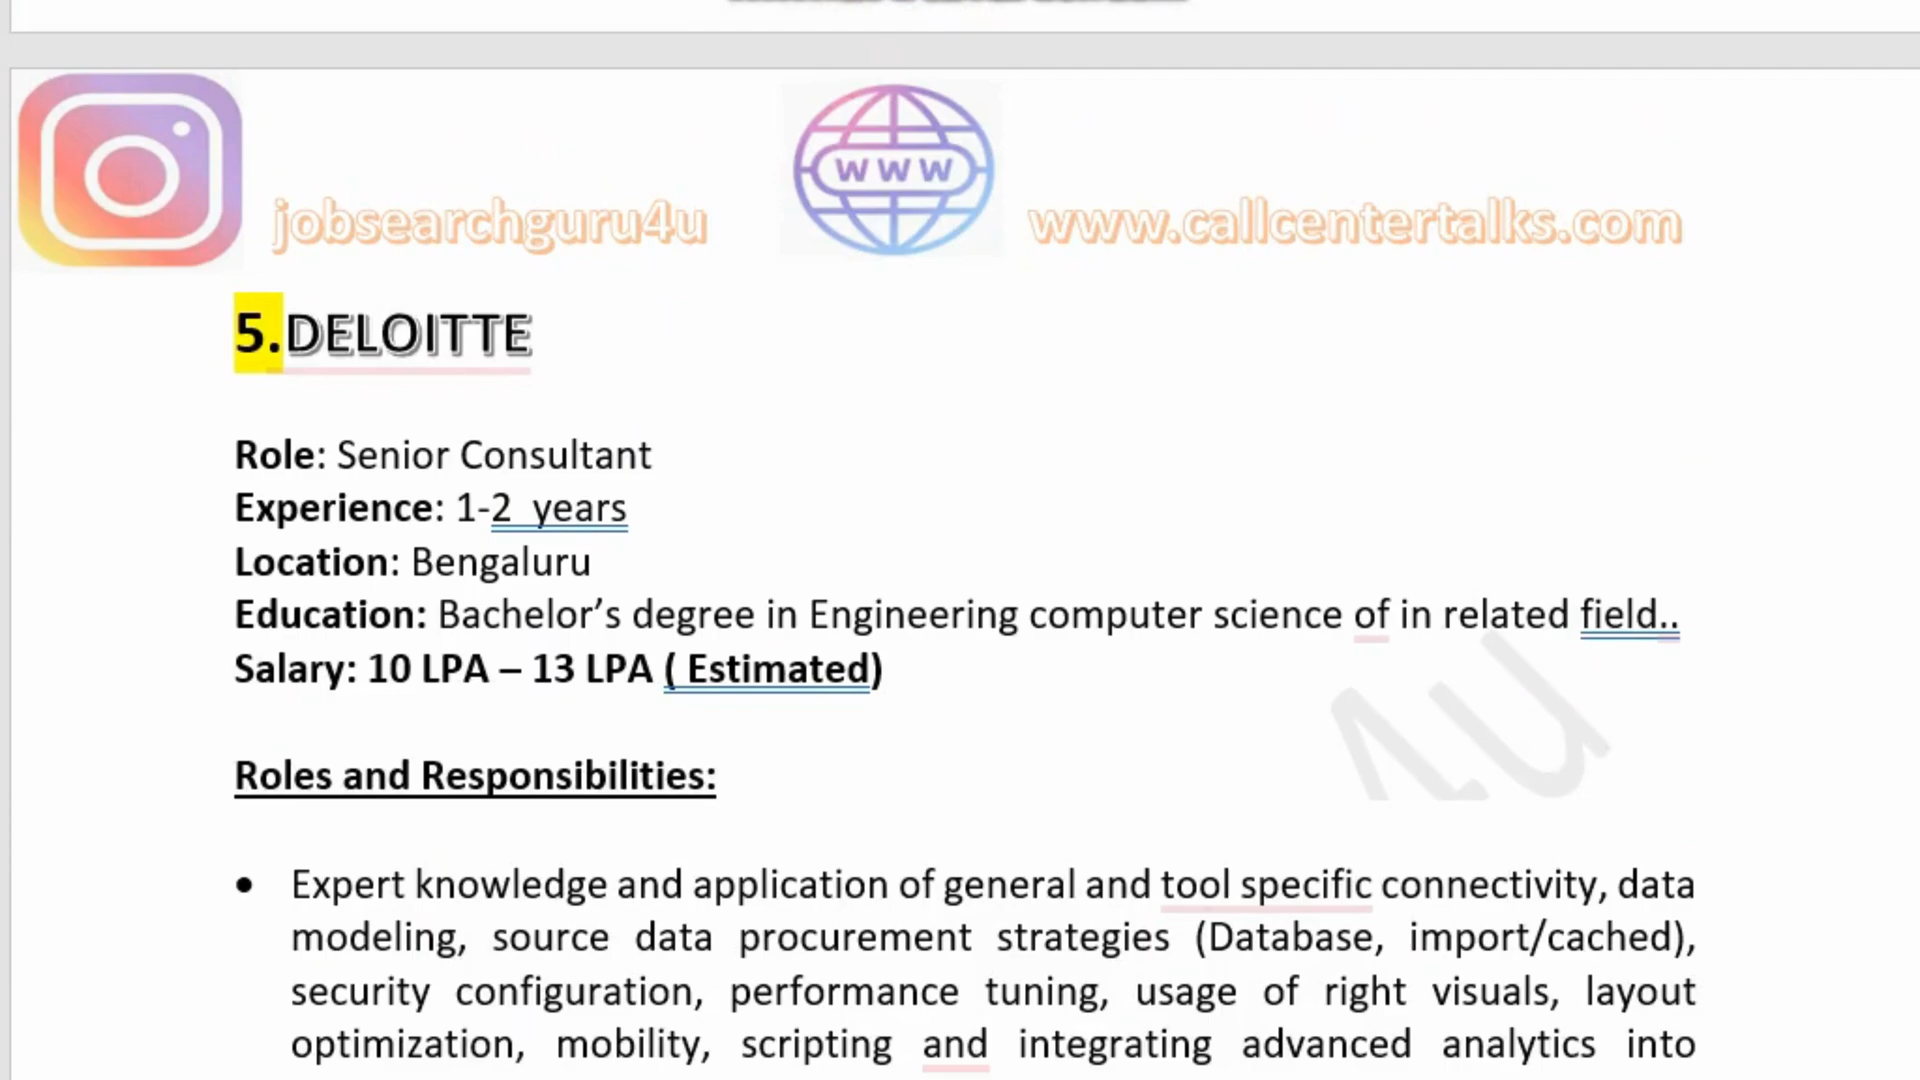 jobsearchguru4u
WWW
www.callcentertalks.com
5.DELOITTE
Role: Senior Consultant
Experience: 1-2  years
Location: Bengaluru
Education: Bachelor’s degree in Engineering computer science of in related field..
Salary: 10 LPA – 13 LPA ( Estimated)
4u
Roles and Responsibilities:
• Expert knowledge and application of general and tool specific connectivity, data
modeling, source data procurement strategies (Database, import/cached),
security configuration, performance tuning, usage of right visuals, layout
optimization, mobility, scripting and integrating advanced analytics into